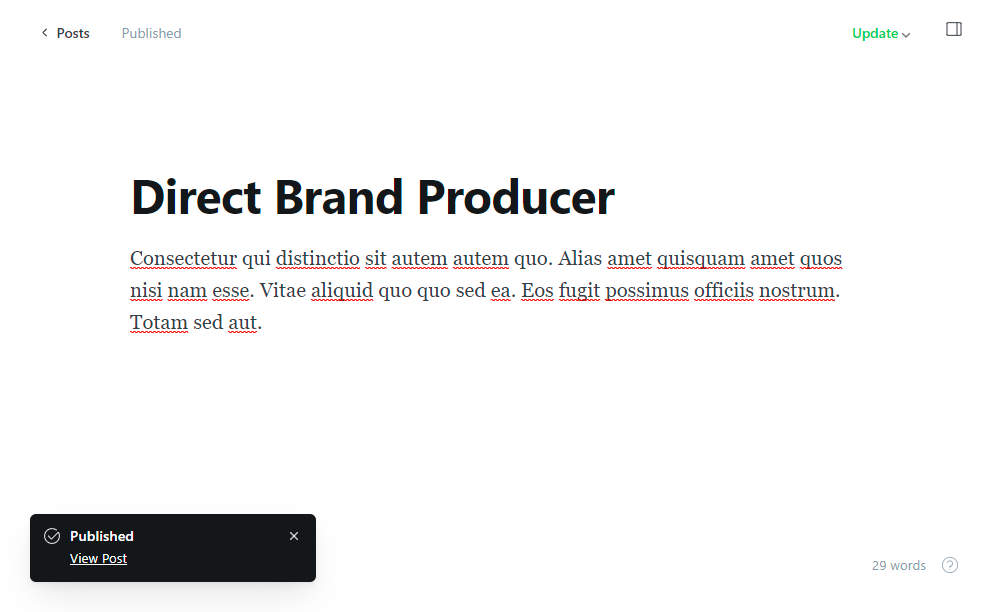 Posts
Published
Update
Direct Brand Producer
Consectetur qui distinctio sit autem autem quo. Alias amet quisquam amet quos
nisi nam esse. Vitae aliquid quo quo sed ea. Eos fugit possimus officiis nostrum.
Totam sed aut.
Published
View Post
29 words